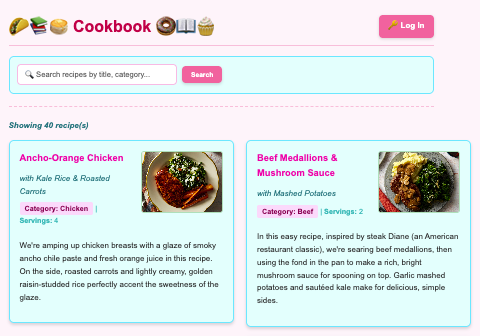 Cookbook
Log In
Search recipes by title, category...
Search
Showing 40 recipe(s)
Ancho-Orange Chicken
with Kale Rice & Roasted
Carrots
Category: Chicken |
Servings: 4
We're amping up chicken breasts with a glaze of smoky
ancho chile paste and fresh orange juice in this recipe.
On the side, roasted carrots and lightly creamy, golden
raisin-studded rice perfectly accent the sweetness of the
glaze.
Beef Medallions &
Mushroom Sauce
with Mashed Potatoes
Category: Beef | Servings: 2
In this easy recipe, inspired by steak Diane (an American
restaurant classic), we're searing beef medallions, then
using the fond in the pan to make a rich, bright
mushroom sauce for spooning on top. Garlic mashed
potatoes and sautéed kale make for delicious, simple
sides.